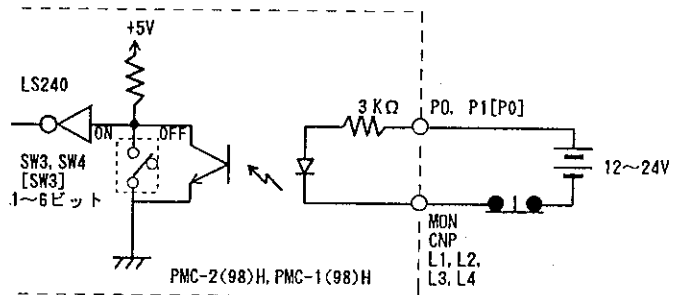 +5V
LS240
3KΩ
P0, P1[P0]
ON
OFF
SW3, SW4
[SW3]
1～6ビット
12～24V
MON
CNP
L1, L2,
L3, L4
PMC-2(98)H, PMC-1(98)H